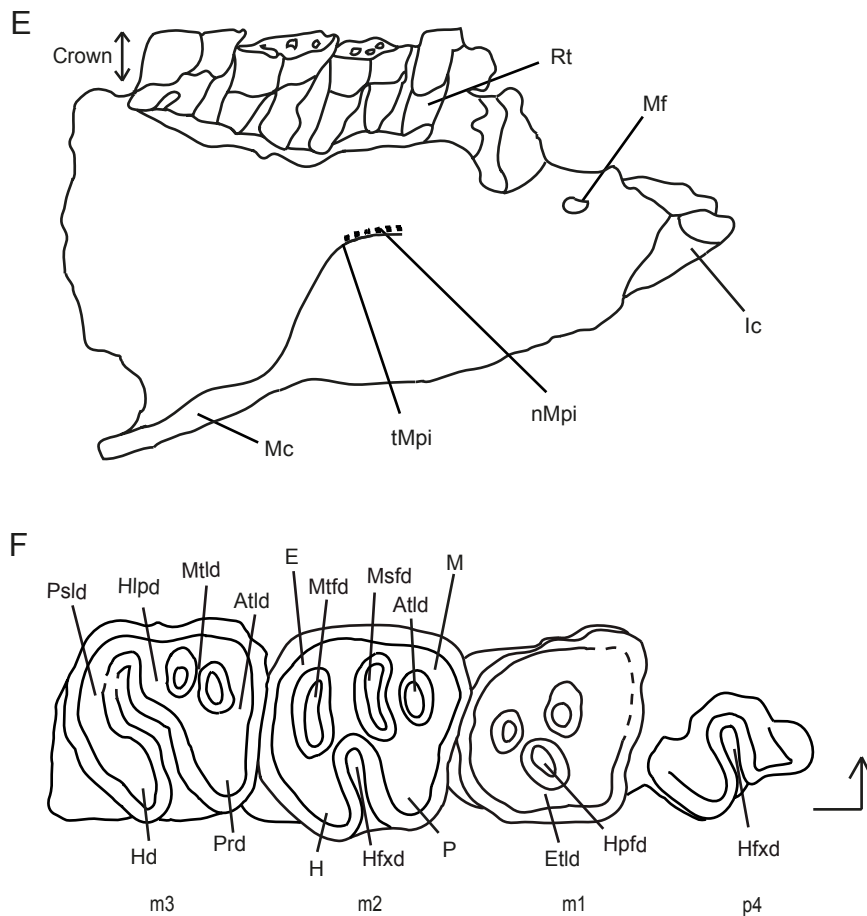 E
Crown
Rt
Mf
Ic
nMpi
tMpi
Mc
F
Psld Hlpd Mtld Atld E Mtfd Msfd Atld M
Hd Prd H Hfxd P Etld Hpfd Hfxd
m3 m2 m1 p4